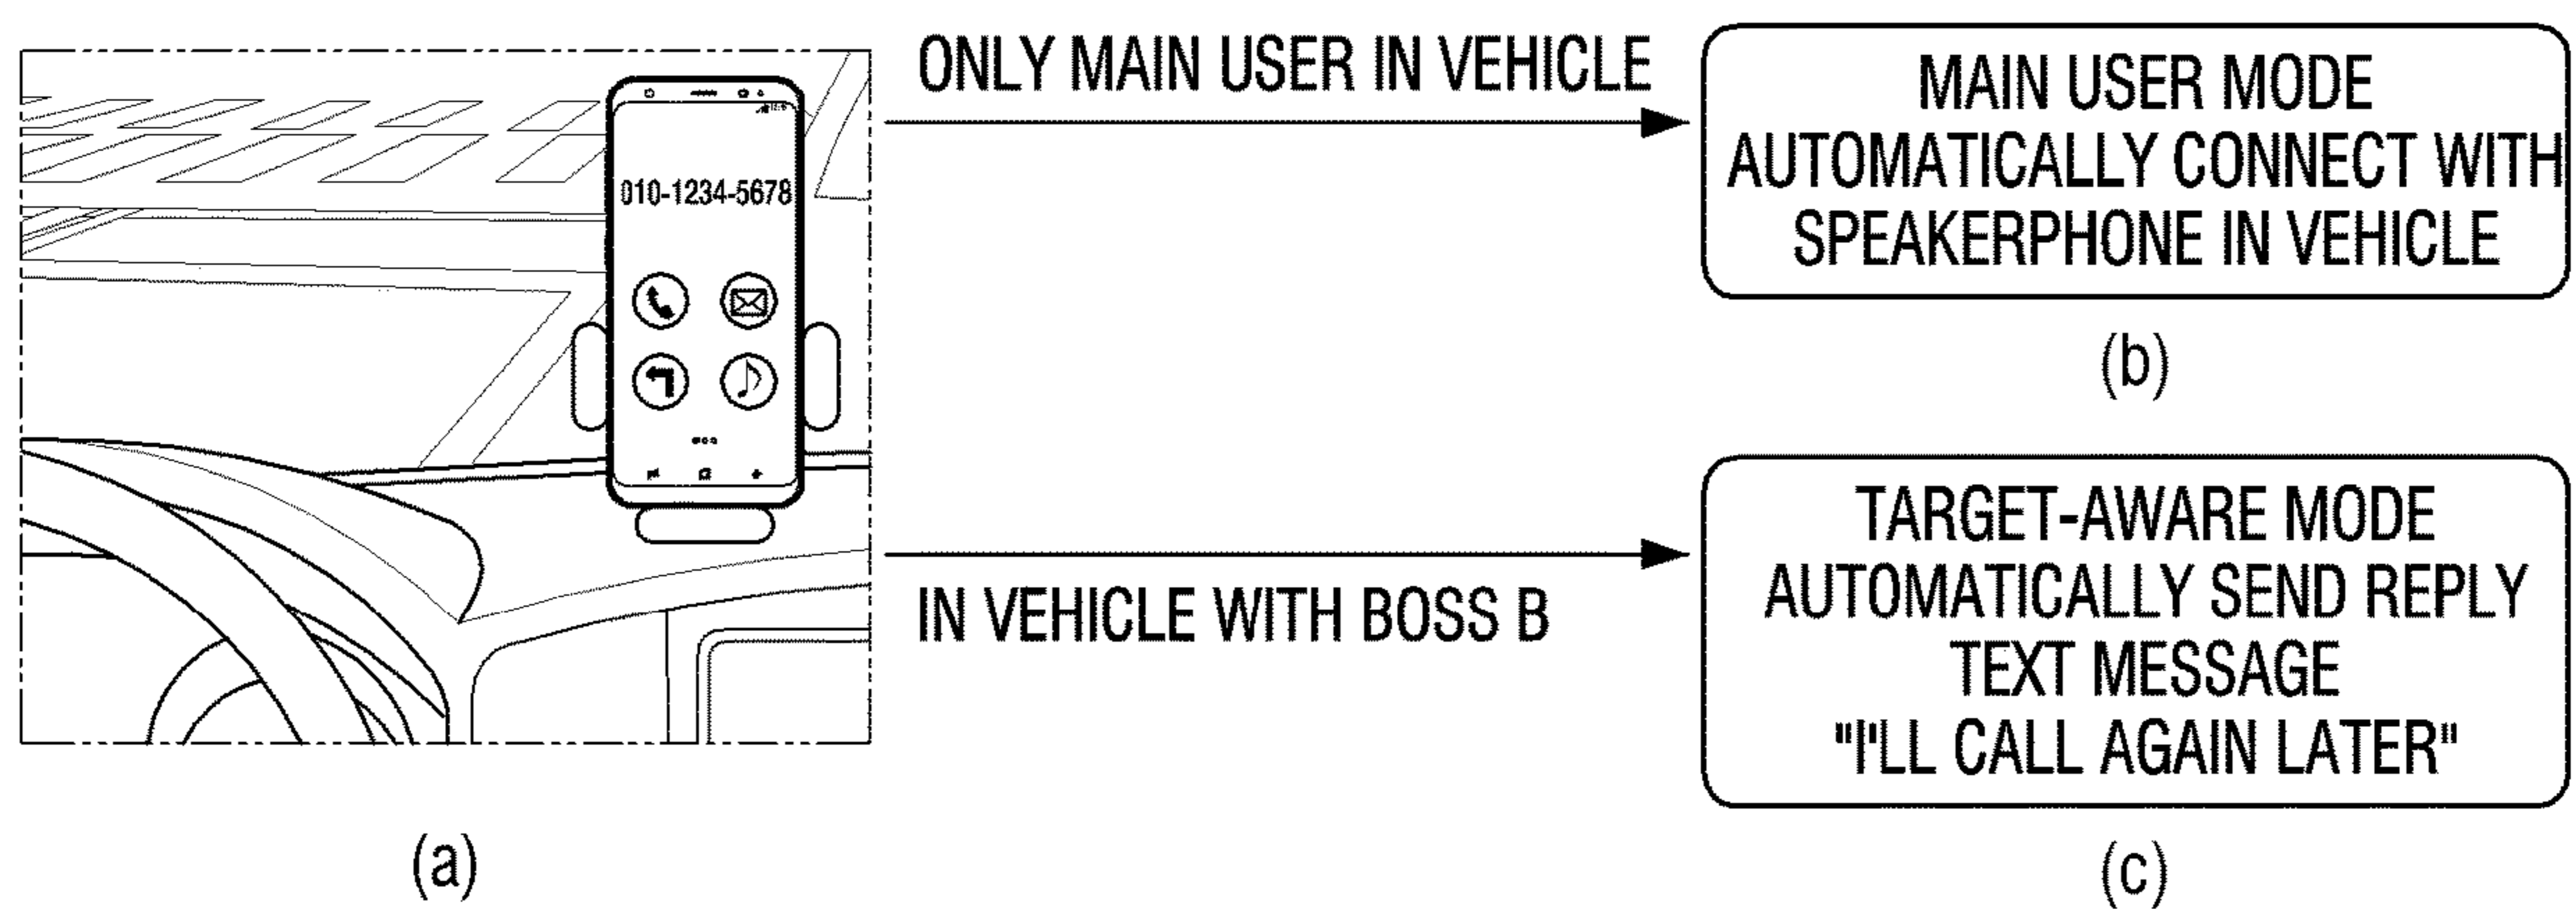 010-1234-5678
(a)
ONLY MAIN USER IN VEHICLE
MAIN USER MODE
AUTOMATICALLY CONNECT WITH
SPEAKERPHONE IN VEHICLE
(b)
IN VEHICLE WITH BOSS B
TARGET-AWARE MODE
AUTOMATICALLY SEND REPLY
TEXT MESSAGE
"I'LL CALL AGAIN LATER"
(c)